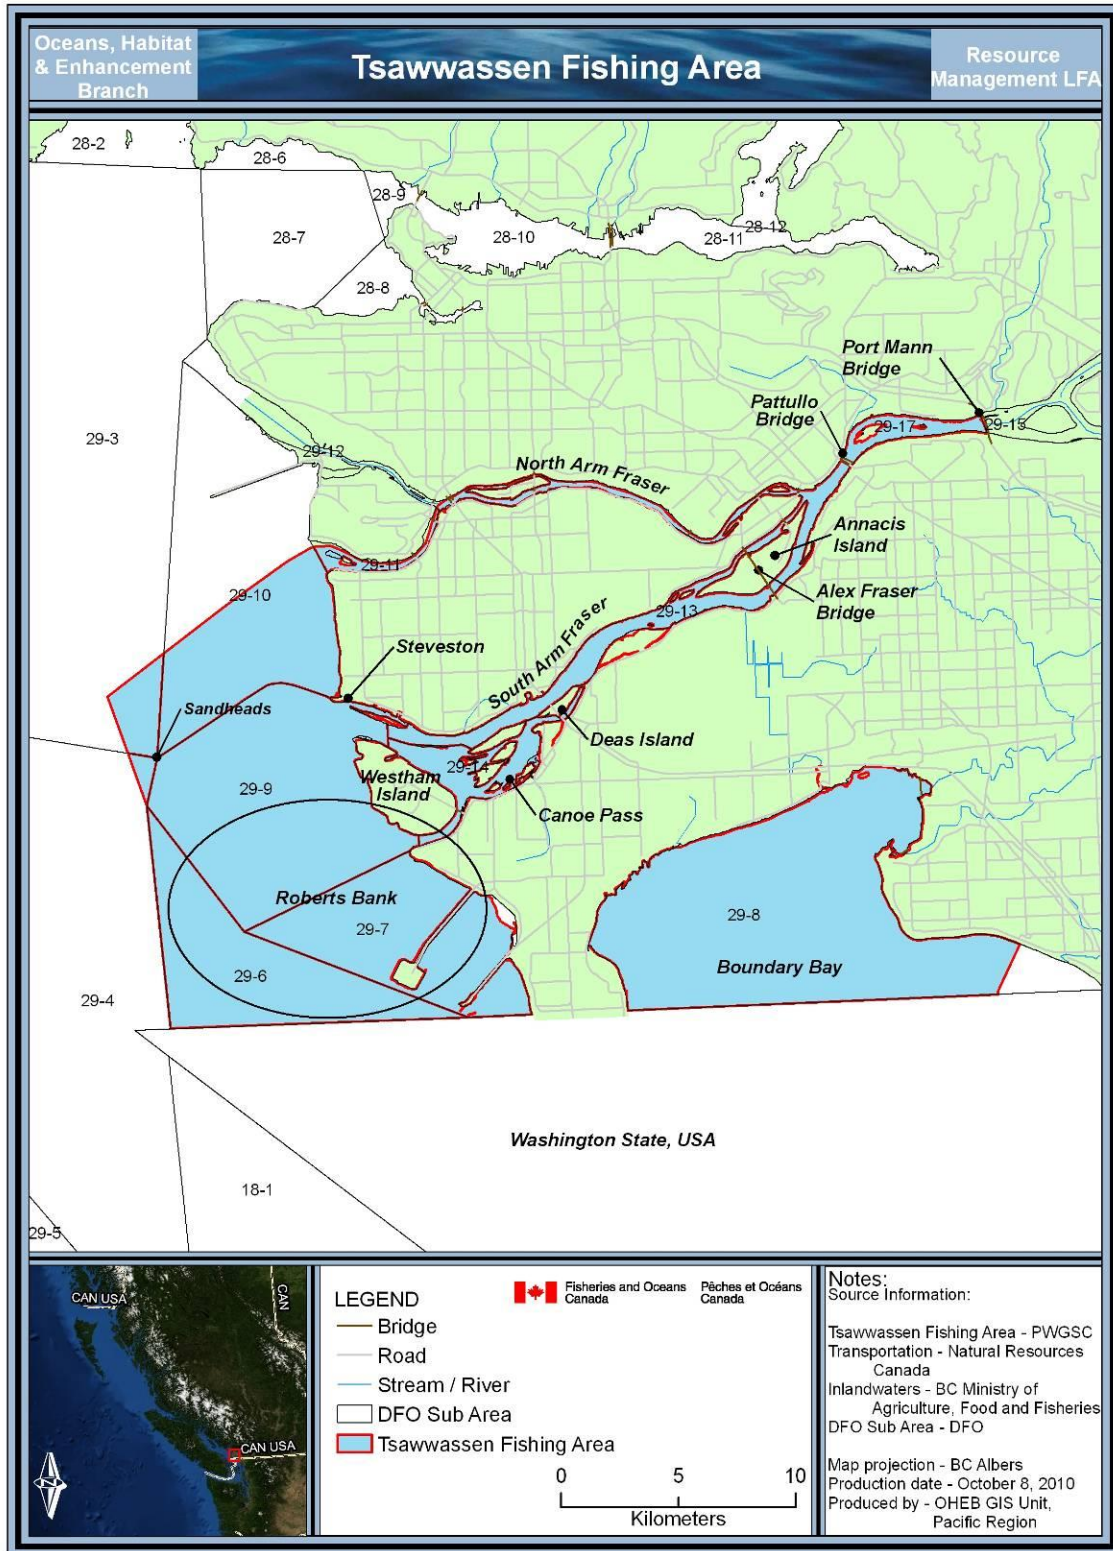 Oceans, Habitat
& Enhancement
Branch
Tsawwassen Fishing Area
Resource
Management LFA
28-2
28-6
28-9
28-7
28-10
28-11
28-12
28-8
Port Mann
Bridge
Pattullo
Bridge
29-17
29-15
29-3
29-12
North Arm Fraser
Annacis
Island
29-11
Alex Fraser
Bridge
29-10
29-13
South Arm Fraser
Steveston
Sandheads
Deas Island
29-14
29-9
Westham
Island
Canoe Pass
Roberts Bank
29-7
29-8
Boundary Bay
29-6
29-4
Washington State, USA
18-1
29-5
CAN USA
CAN
CAN USA
N
LEGEND
Bridge
Road
Stream / River
DFO Sub Area
Tsawwassen Fishing Area
Fisheries and Oceans
Canada
Pêches et Océans
Canada
0 5 10
Kilometers
Notes:
Source Information:
Tsawwassen Fishing Area - PWGSC
Transportation - Natural Resources
Canada
Inlandwaters - BC Ministry of
Agriculture, Food and Fisheries
DFO Sub Area - DFO
Map projection - BC Albers
Production date - October 8, 2010
Produced by - OHEB GIS Unit,
Pacific Region